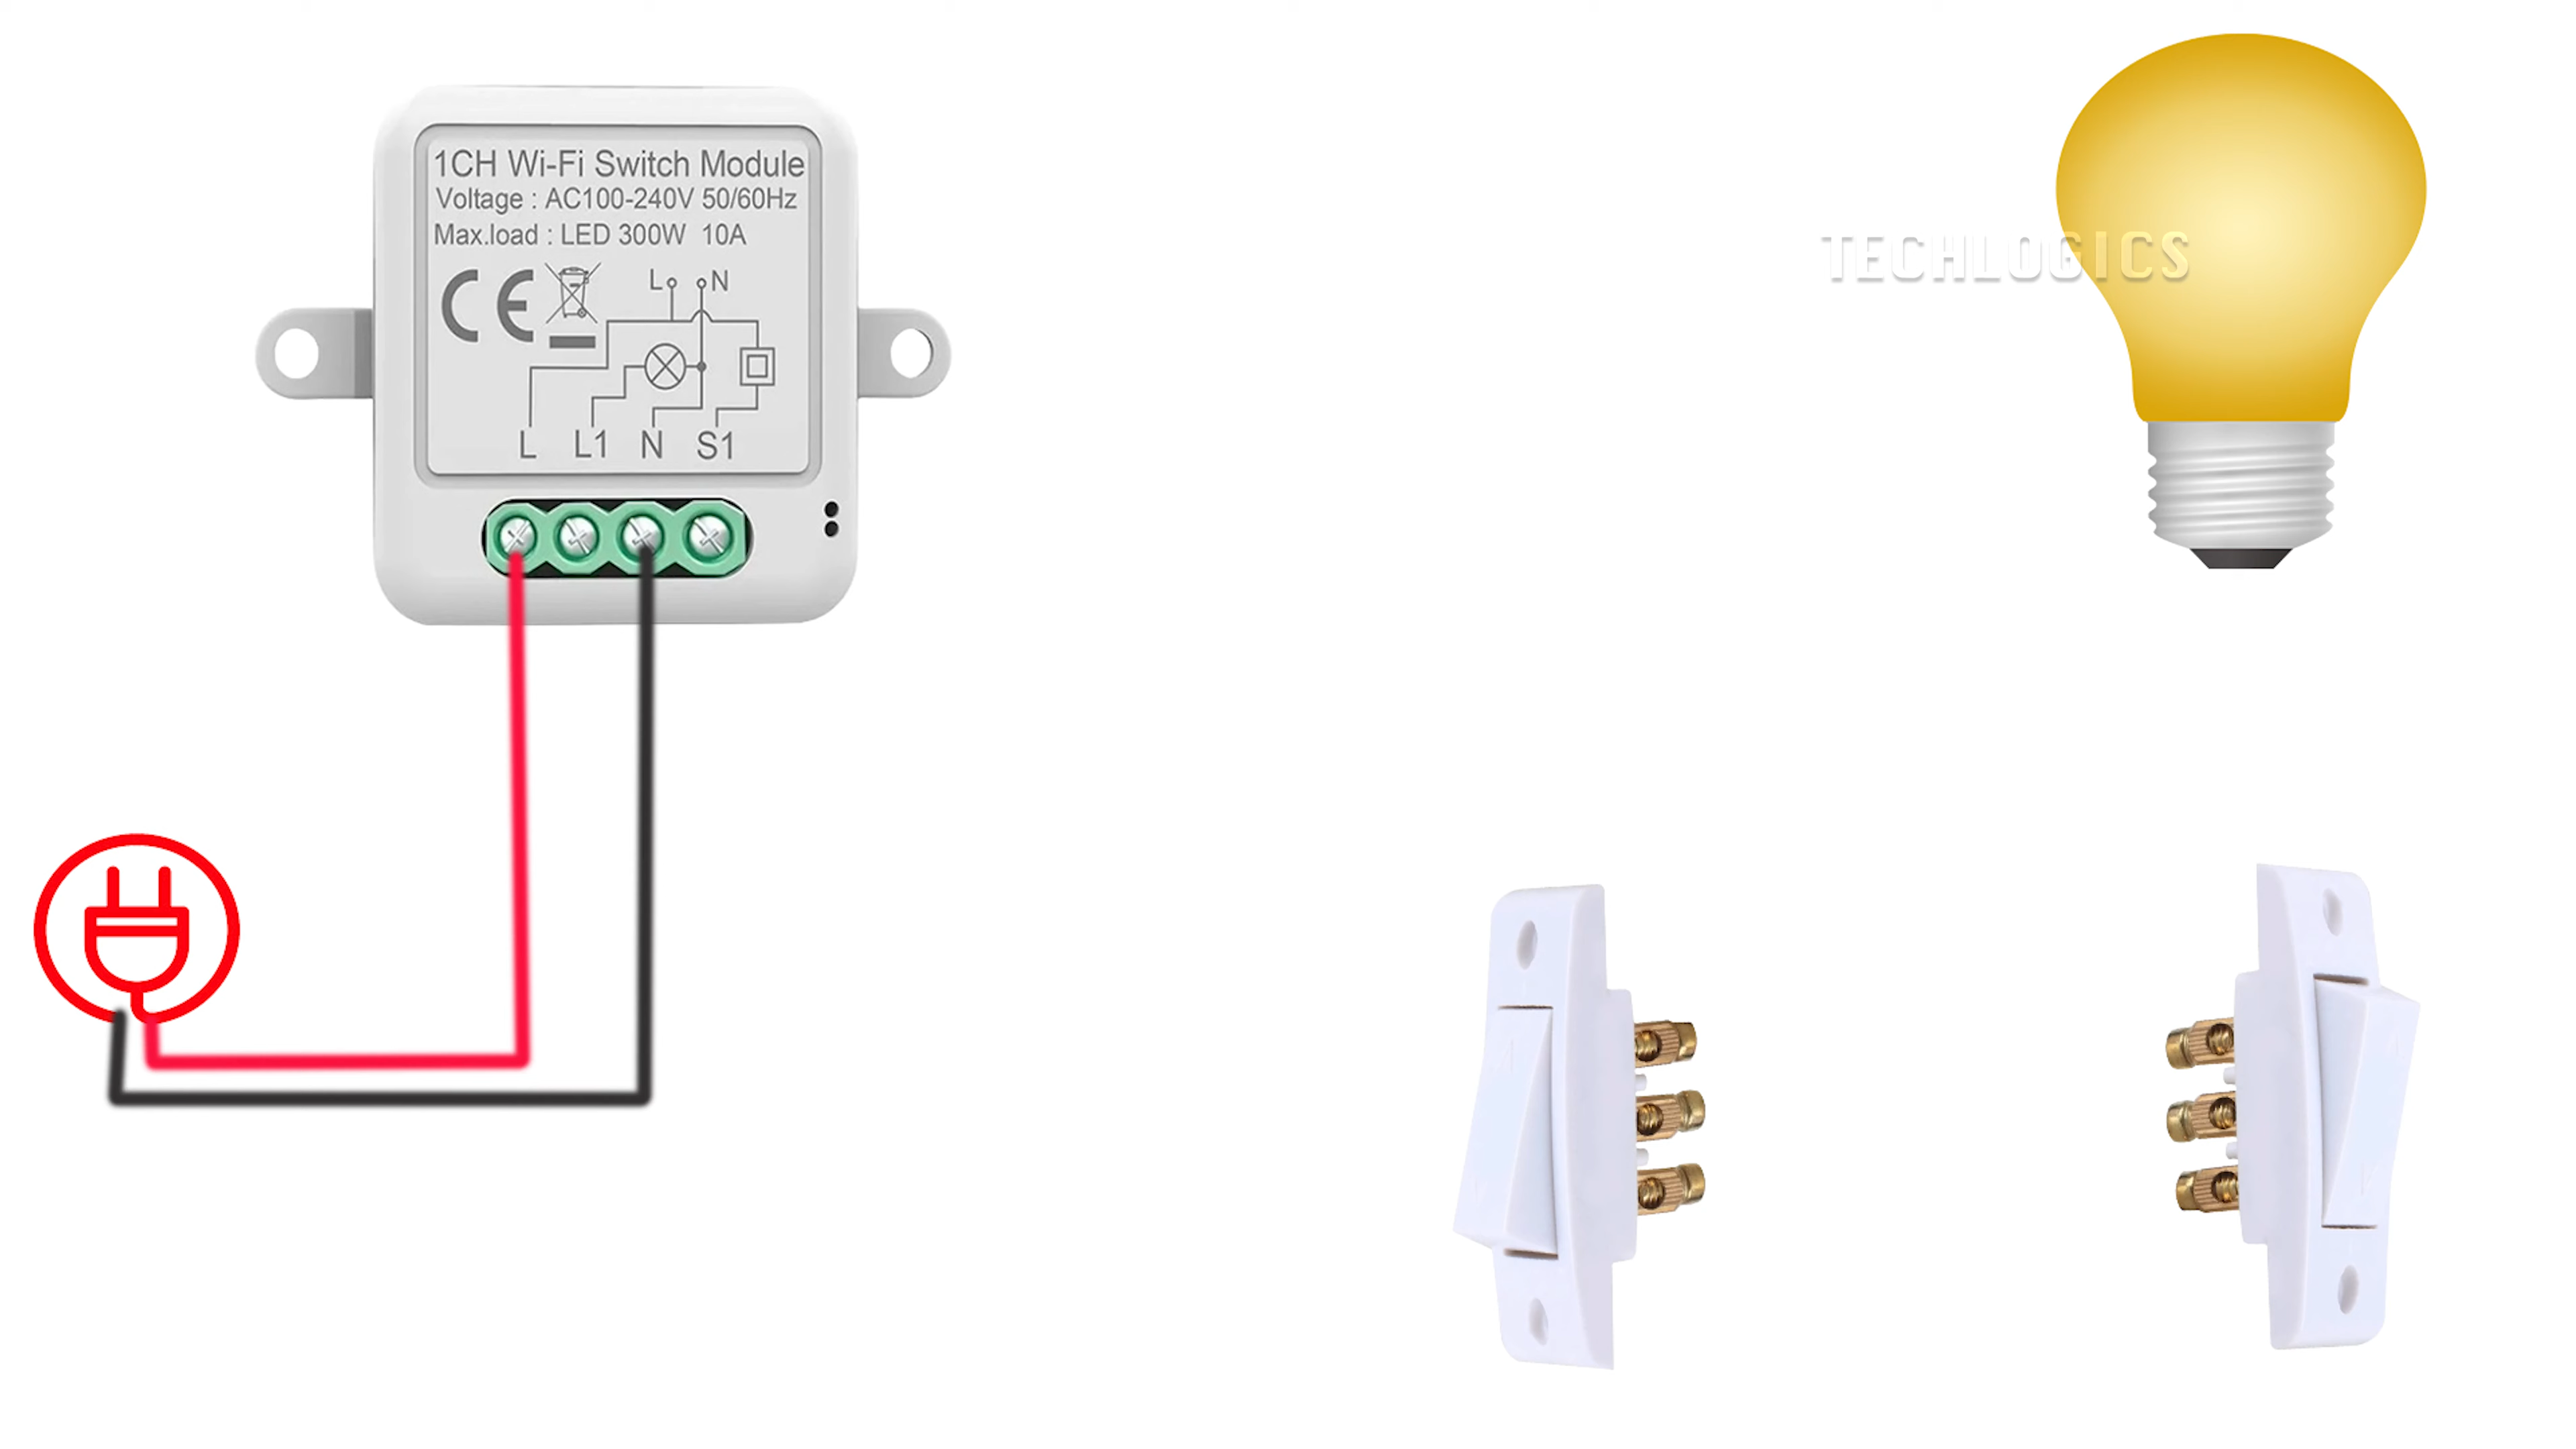 1CH Wi-Fi Switch Module
Voltage : AC100-240V 50/60Hz
Max.load : LED 300W 10A
CE
L N
L L1 N S1
TECHLOGICS